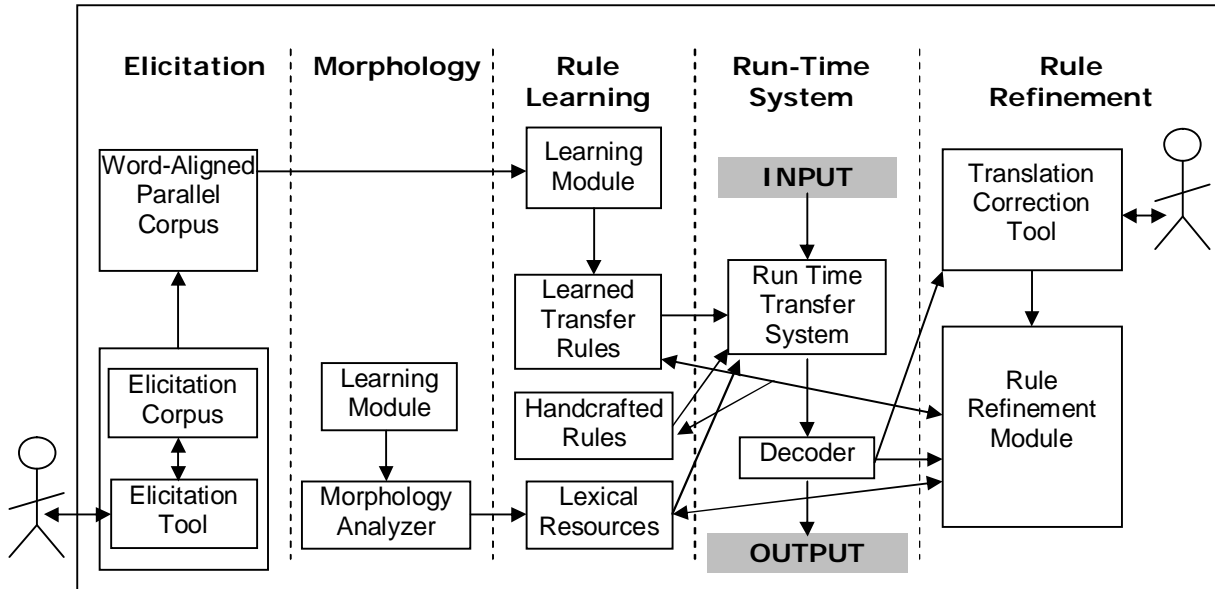 Elicitation
Morphology
Rule
Learning
Run-Time
System
Rule
Refinement
Word-Aligned
Parallel
Corpus
Elicitation
Corpus
Elicitation
Tool
Learning
Module
Morphology
Analyzer
Learning
Module
Learned
Transfer
Rules
Handcrafted
Rules
Lexical
Resources
INPUT
Run Time
Transfer
System
Decoder
OUTPUT
Translation
Correction
Tool
Rule
Refinement
Module